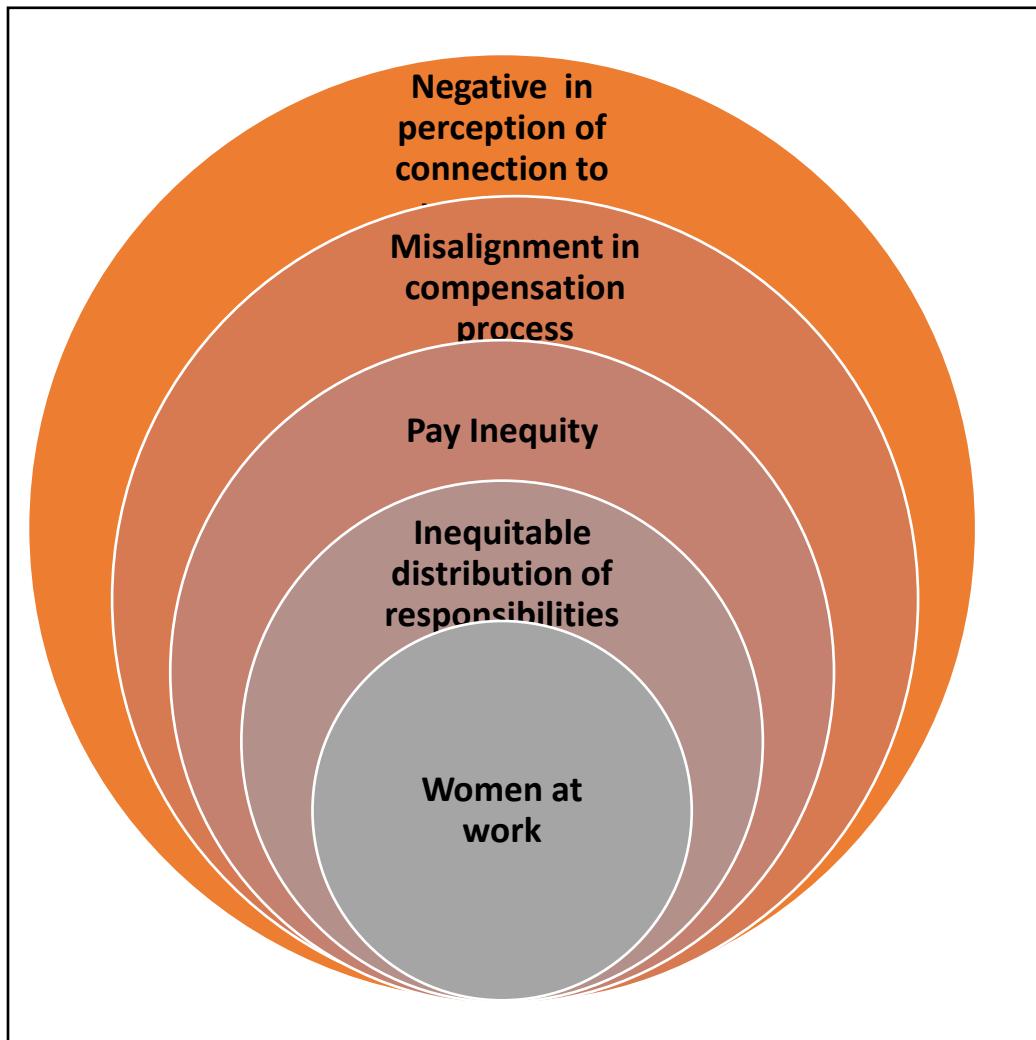 Negative in
perception of
connection to
Misalignment in
compensation
process
Pay Inequity
Inequitable
distribution of
responsibilities
Women at
work